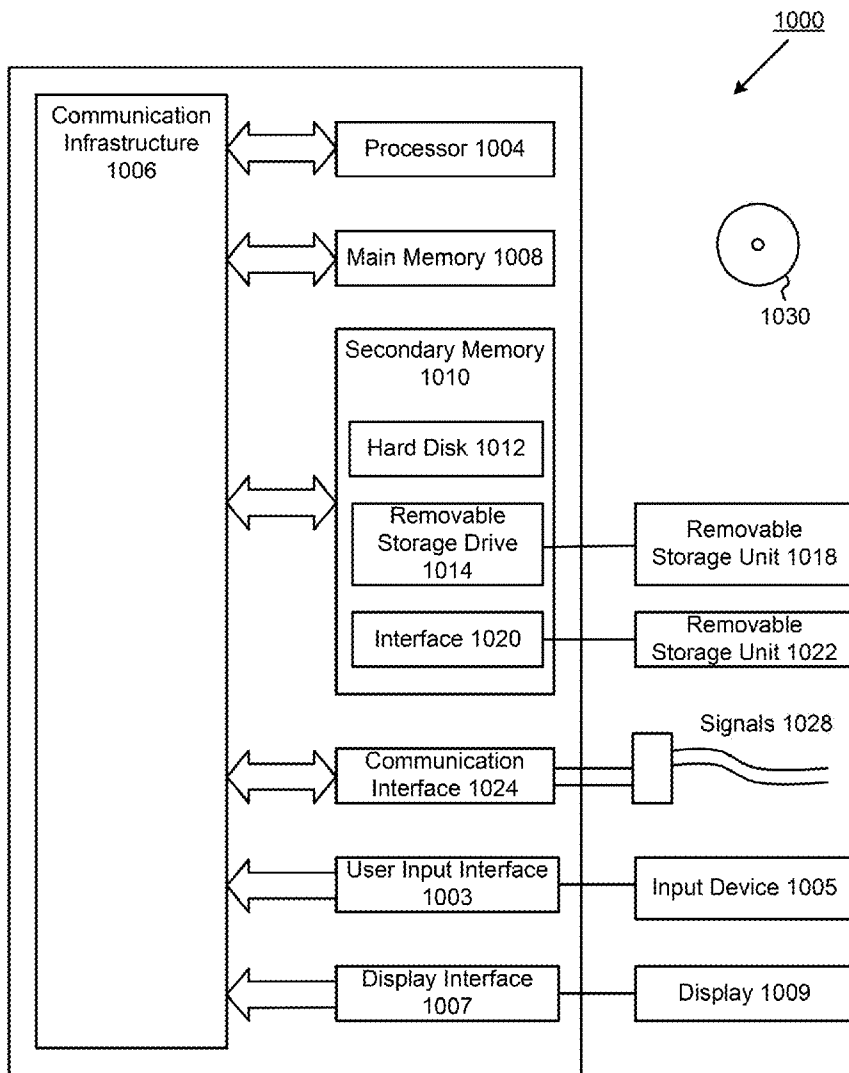 1000
Communication
Infrastructure
1006
Processor 1004
Main Memory 1008
1030
Secondary Memory
1010
Hard Disk 1012
Removable
Storage Drive
1014
Removable
Storage Unit 1018
Interface 1020
Removable
Storage Unit 1022
Signals 1028
Communication
Interface 1024
User Input Interface
1003
Input Device 1005
Display Interface
1007
Display 1009